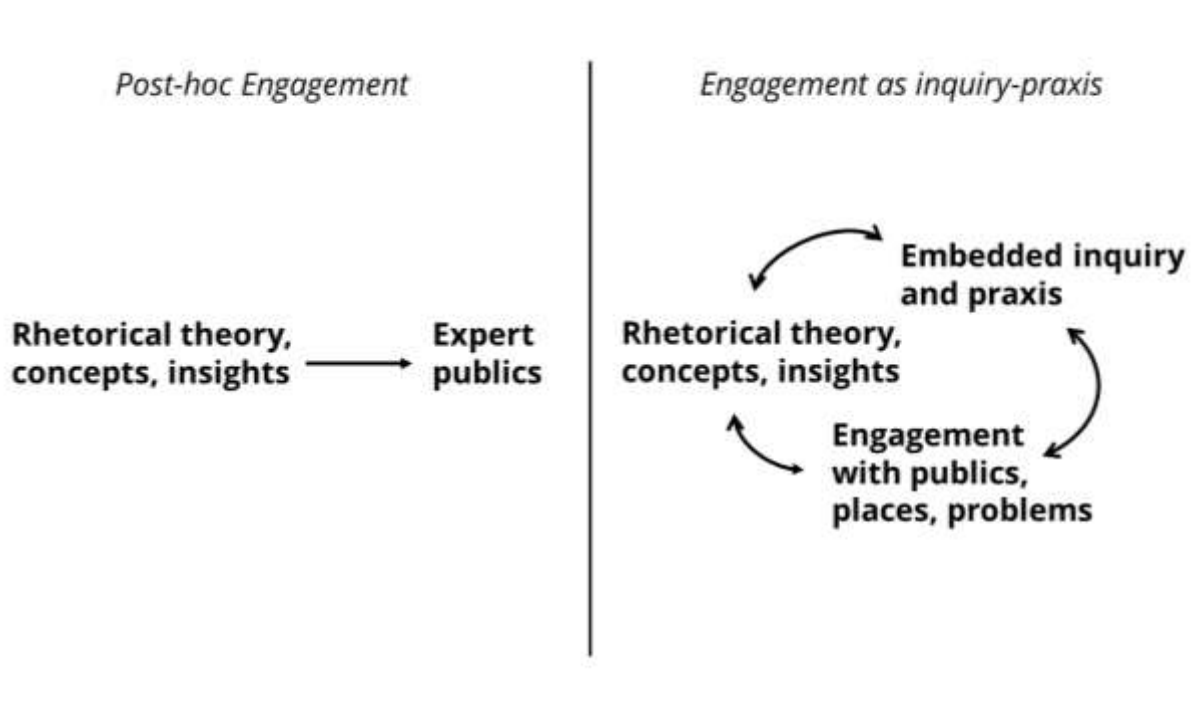 Post-hoc Engagement
Rhetorical theory,
concepts, insights
Expert
publics
Engagement as inquiry-praxis
Embedded inquiry
and praxis
Rhetorical theory,
concepts, insights
Engagement
with publics,
places, problems